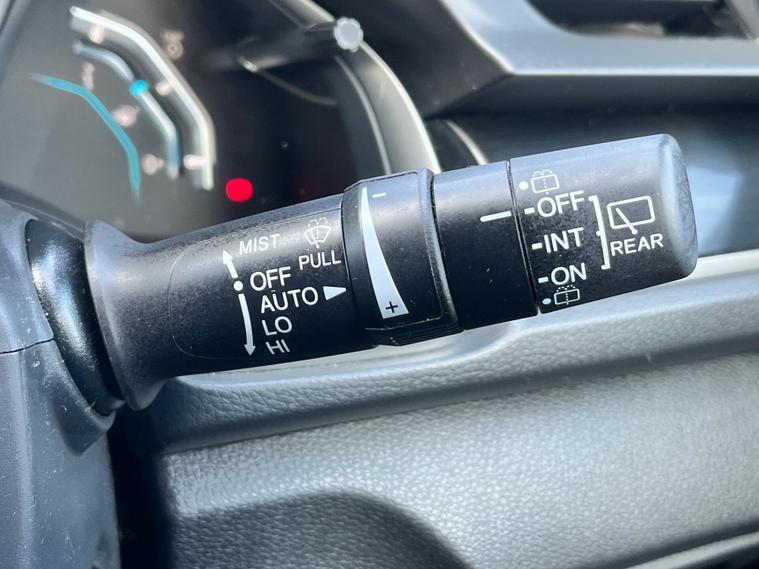 MIST
PULL
OFF
AUTO
LO
HI
-
+
OFF
INT
ON
REAR